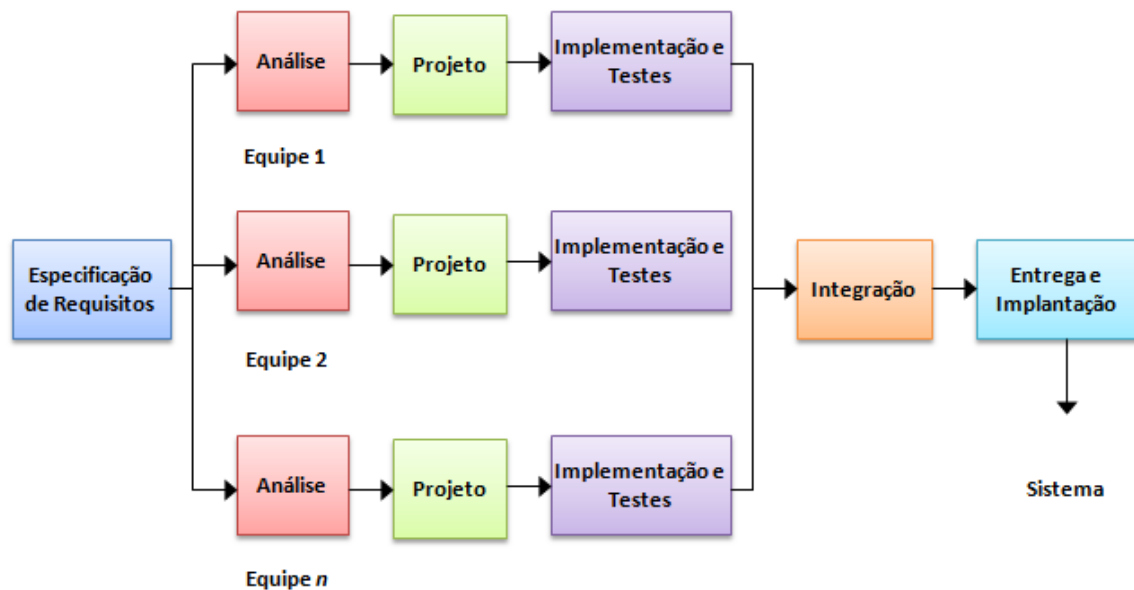 Análise
Projeto
Implementação e
Testes
Equipe 1
Especificação
de Requisitos
Análise
Projeto
Implementação e
Testes
Equipe 2
Integração
Entrega e
Implantação
Análise
Projeto
Implementação e
Testes
Equipe n
Sistema